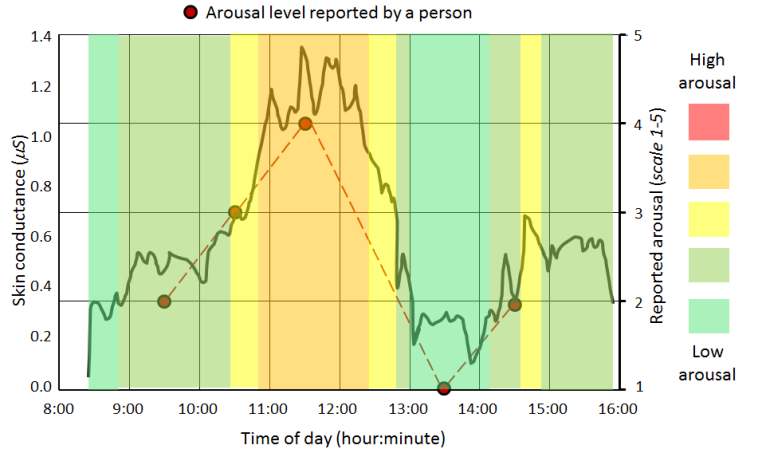 Arousal level reported by a person
1.4
1.2
1.0
0.8
0.6
0.4
0.2
0.0
Skin conductance (μS)
5
4
3
2
1
Reported arousal (scale 1-5)
High
arousal
Low
arousal
8:00 9:00 10:00 11:00 12:00 13:00 14:00 15:00 16:00
Time of day (hour:minute)